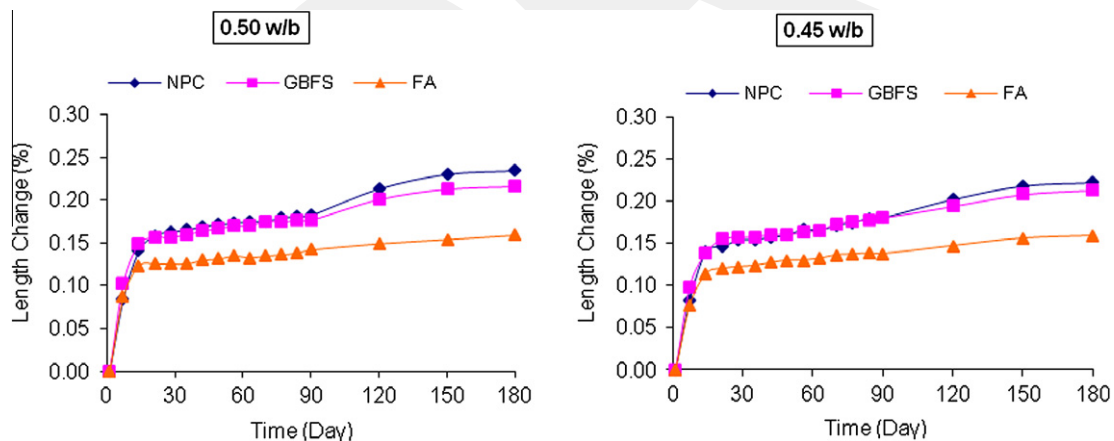 0.50 w/b
NPC GBFS FA
0.30
0.25
0.20
0.15
0.10
0.05
0.00
Length Change (%)
0 30 60 90 120 150 180
Time (Day)
0.45 w/b
NPC GBFS FA
0.30
0.25
0.20
0.15
0.10
0.05
0.00
Length Change (%)
0 30 60 90 120 150 180
Time (Day)